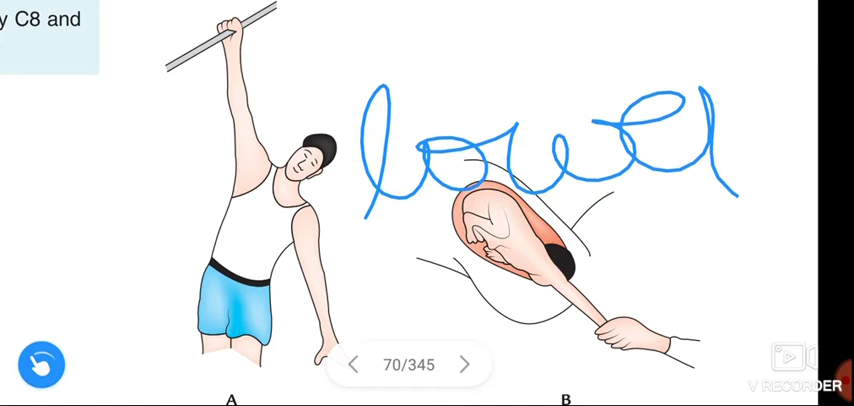 y C8 and
lower
70/345
V RECORDER
A
B